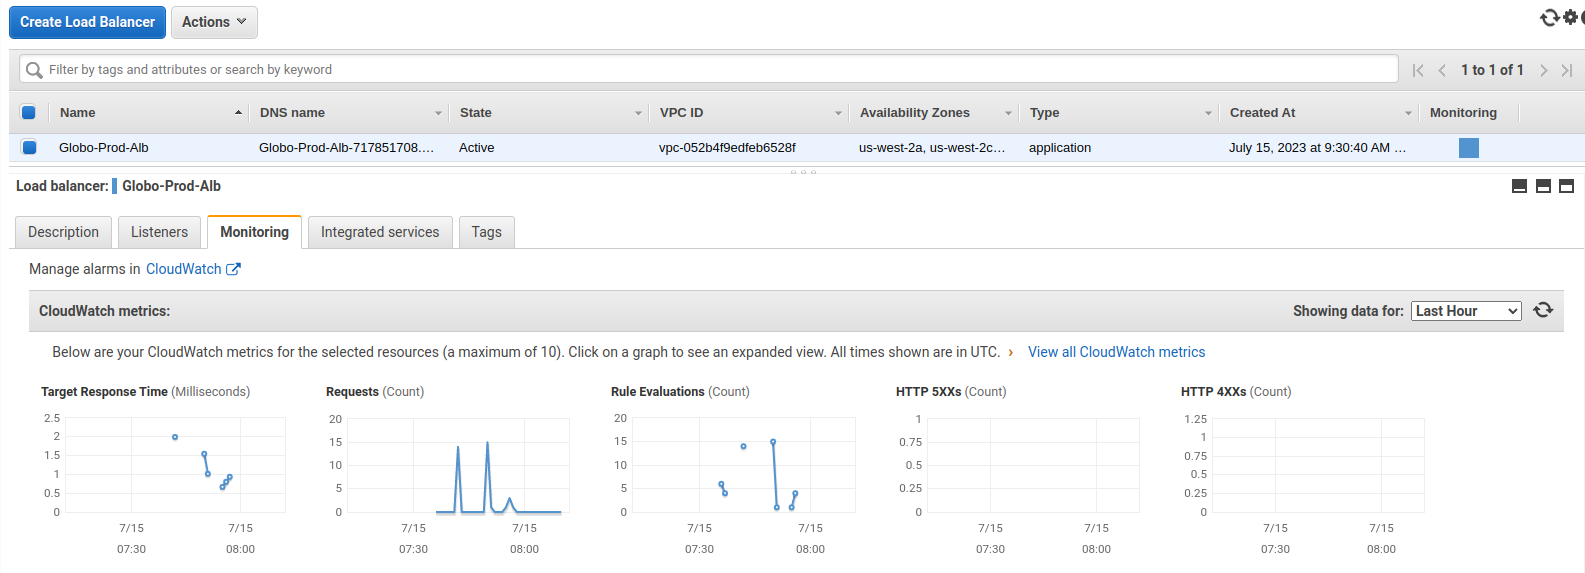 Create Load Balancer Actions
Filter by tags and attributes or search by keyword 1 to 1 of 1
Name DNS name State VPC ID Availability Zones Type Created At Monitoring
Globo-Prod-Alb Globo-Prod-Alb-717851708.... Active vpc-052b4f9edfeb6528f us-west-2a, us-west-2c... application July 15, 2023 at 9:30:40 AM ...
Load balancer: Globo-Prod-Alb
Description Listeners Monitoring Integrated services Tags
Manage alarms in CloudWatch
CloudWatch metrics: Showing data for: Last Hour
Below are your CloudWatch metrics for the selected resources (a maximum of 10). Click on a graph to see an expanded view. All times shown are in UTC. › View all CloudWatch metrics
Target Response Time (Milliseconds)
2.5
2
1.5
1
0.5
0
7/15 7/15
07:30 08:00
Requests (Count)
20
15
10
5
0
7/15 7/15
07:30 08:00
Rule Evaluations (Count)
20
15
10
5
0
7/15 7/15
07:30 08:00
HTTP 5XXs (Count)
1
0.75
0.5
0.25
0
7/15 7/15
07:30 08:00
HTTP 4XXs (Count)
1.25
1
0.75
0.5
0.25
0
7/15 7/15
07:30 08:00